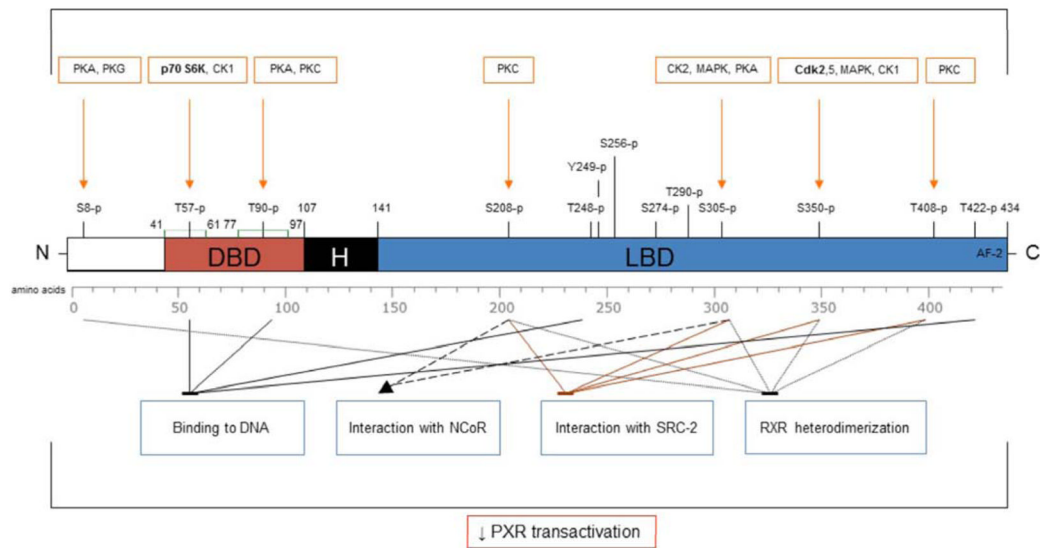 PKA, PKG
p70 S6K, CK1
PKA, PKC
PKC
CK2, MAPK, PKA
Cdk2,5, MAPK, CK1
PKC
S256-p
Y249-p
T290-p
S8-p
T57-p
T90-p
107
141
S208-p
T248-p
S274-p
S305-p
S350-p
T408-p
T422-p
434
41
61
77
97
N
DBD
H
LBD
AF-2
C
amino acids
0
50
100
150
200
250
300
350
400
Binding to DNA
Interaction with NCoR
Interaction with SRC-2
RXR heterodimerization
↓ PXR transactivation